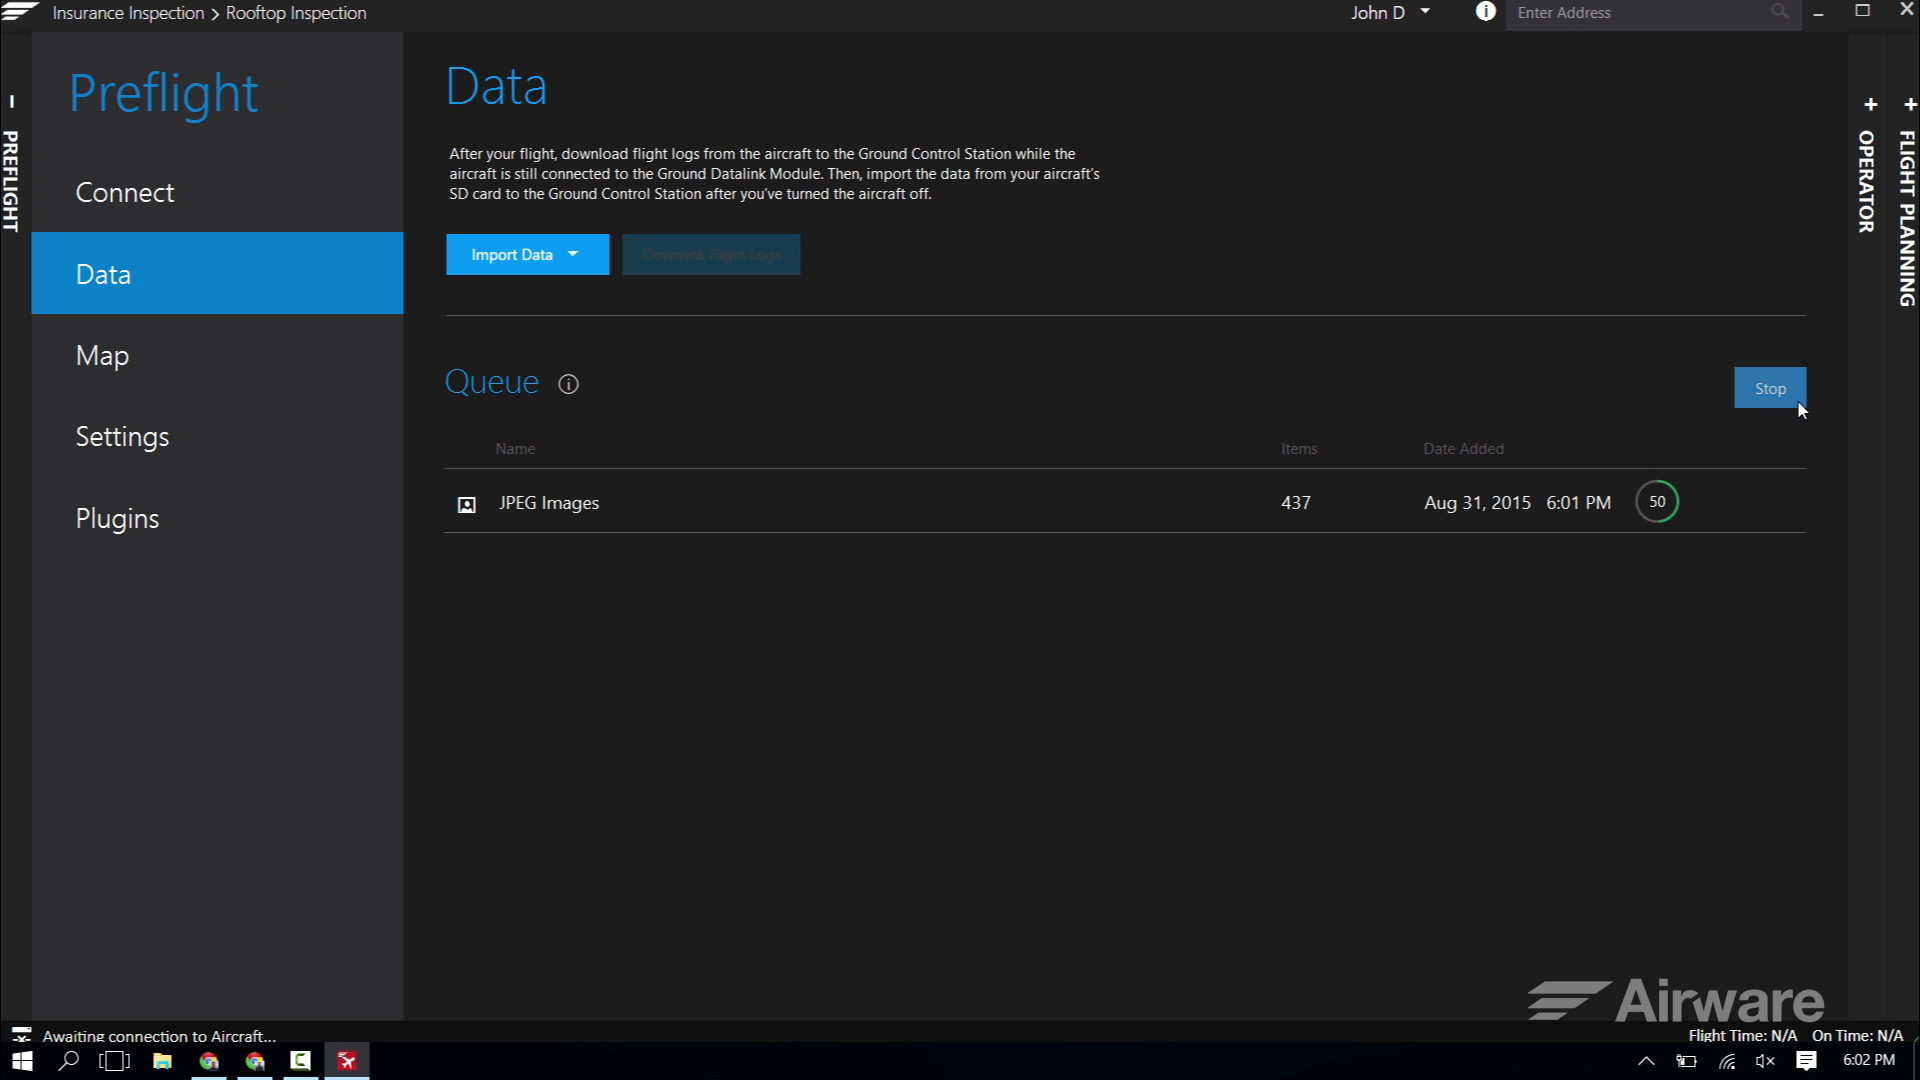 Insurance Inspection > Rooftop Inspection
John D
Enter Address
PREFLIGHT
Preflight
Connect
Data
Map
Settings
Plugins
Data
After your flight, download flight logs from the aircraft to the Ground Control Station while the
aircraft is still connected to the Ground Datalink Module. Then, import the data from your aircraft's
SD card to the Ground Control Station after you've turned the aircraft off.
Import Data
Downlink Flight Logs
Queue
Stop
Name Items Date Added
JPEG Images 437 Aug 31, 2015 6:01 PM 50
OPERATOR
FLIGHT PLANNING
Airware
Awaiting connection to Aircraft...
Flight Time: N/A On Time: N/A
6:02 PM